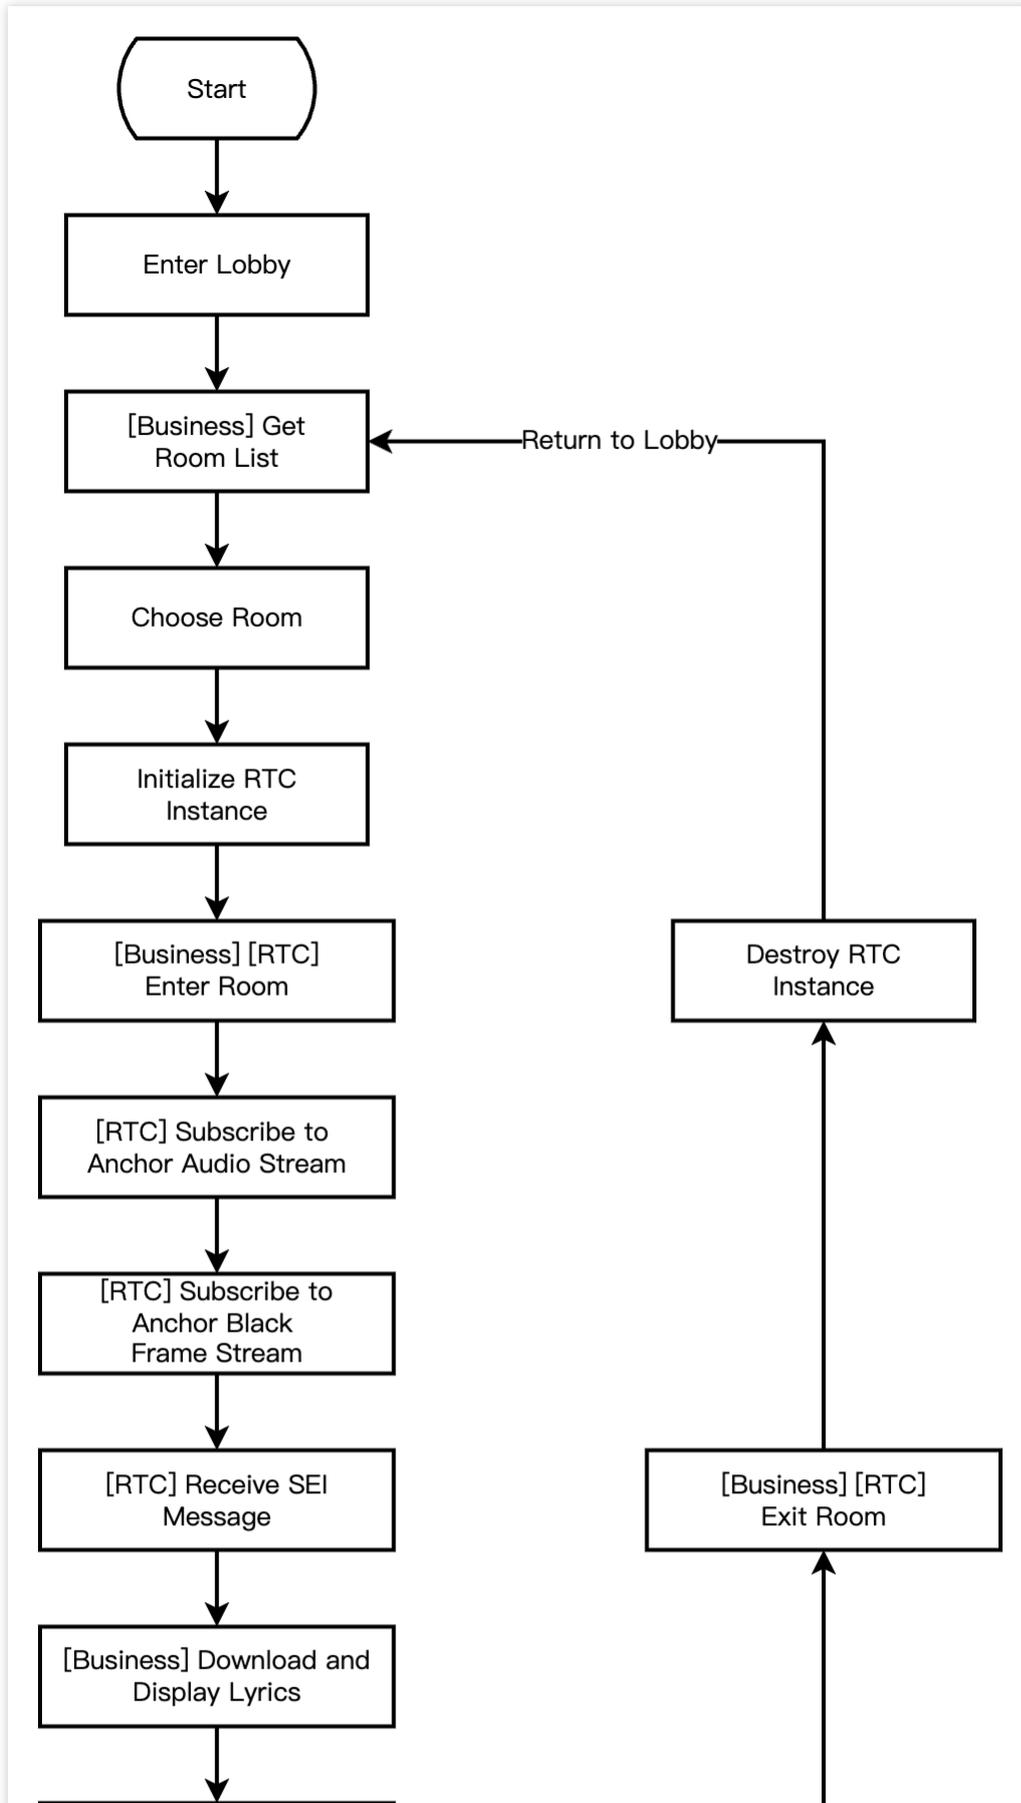 Start
Enter Lobby
[Business] Get
Room List
Return to Lobby
Choose Room
Initialize RTC
Instance
[Business] [RTC]
Enter Room
Destroy RTC
Instance
[RTC] Subscribe to
Anchor Audio Stream
[RTC] Subscribe to
Anchor Black
Frame Stream
[RTC] Receive SEI
Message
[Business] [RTC]
Exit Room
[Business] Download and
Display Lyrics